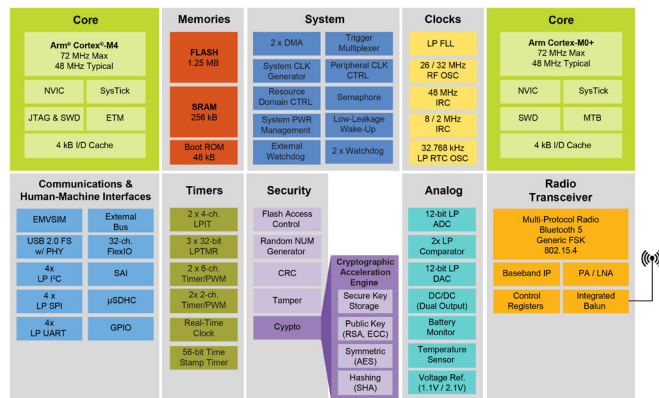 Core
Arm® Cortex®-M4
72 MHz Max
48 MHz Typical
NVIC
SysTick
JTAG & SWD
ETM
4 kB I/D Cache
Memories
FLASH
1.25 MB
SRAM
256 kB
Boot ROM
48 kB
System
2 x DMA
Trigger
Multiplexer
System CLK
Generator
Peripheral CLK
CTRL
Resource
Domain CTRL
Semaphore
System PWR
Management
Low-Leakage
Wake-Up
External
Watchdog
2 x Watchdog
Clocks
LP FLL
26 / 32 MHz
RF OSC
48 MHz
IRC
8 / 2 MHz
IRC
32.768 kHz
LP RTC OSC
Core
Arm Cortex-M0+
72 MHz Max
48 MHz Typical
NVIC
SysTick
SWD
MTB
4 kB I/D Cache
Communications &
Human-Machine Interfaces
EMVSIM
External
Bus
USB 2.0 FS
w/ PHY
32-ch.
FlexIO
4x
LP I²C
SAI
4 x
LP SPI
µSDHC
4x
LP UART
GPIO
Timers
2 x 4-ch.
LPIT
3 x 32-bit
LPTMR
2 x 6-ch.
Timer/PWM
2x 2-ch.
Timer/PWM
Real-Time
Clock
56-bit Time
Stamp Timer
Security
Flash Access
Control
Random NUM
Generator
CRC
Tamper
Cyypto
Cryptographic
Acceleration
Engine
Secure Key
Storage
Public Key
(RSA, ECC)
Symmetric
(AES)
Hashing
(SHA)
Analog
12-bit LP
ADC
2x LP
Comparator
12-bit LP
DAC
DC/DC
(Dual Output)
Battery
Monitor
Temperature
Sensor
Voltage Ref.
(1.1V / 2.1V)
Radio
Transceiver
Multi-Protocol Radio
Bluetooth 5
Generic FSK
802.15.4
Baseband IP
PA / LNA
Control
Registers
Integrated
Balun